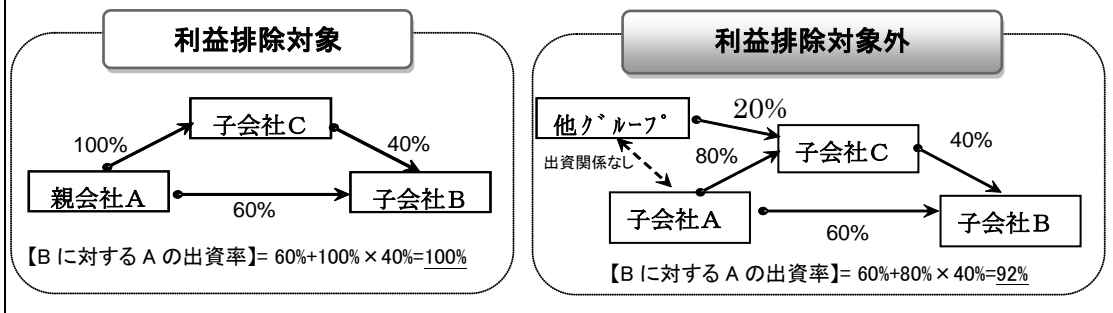 利益排除対象
子会社C
100%
40%
親会社A
60%
子会社B
【B に対する A の出資率】= 60%+100%×40%=100%
利益排除対象外
他グループ
20%
子会社C
40%
出資関係なし
80%
子会社A
60%
子会社B
【B に対する A の出資率】= 60%+80%×40%=92%